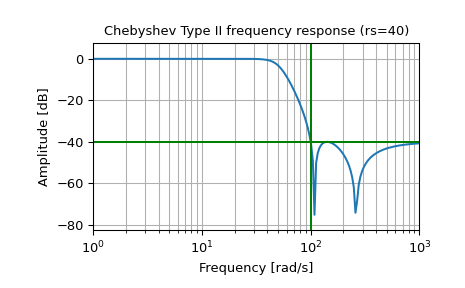 Chebyshev Type II frequency response (rs=40)
0
−20
−40
−60
−80
Amplitude [dB]
10⁰ 10¹ 10² 10³
Frequency [rad/s]